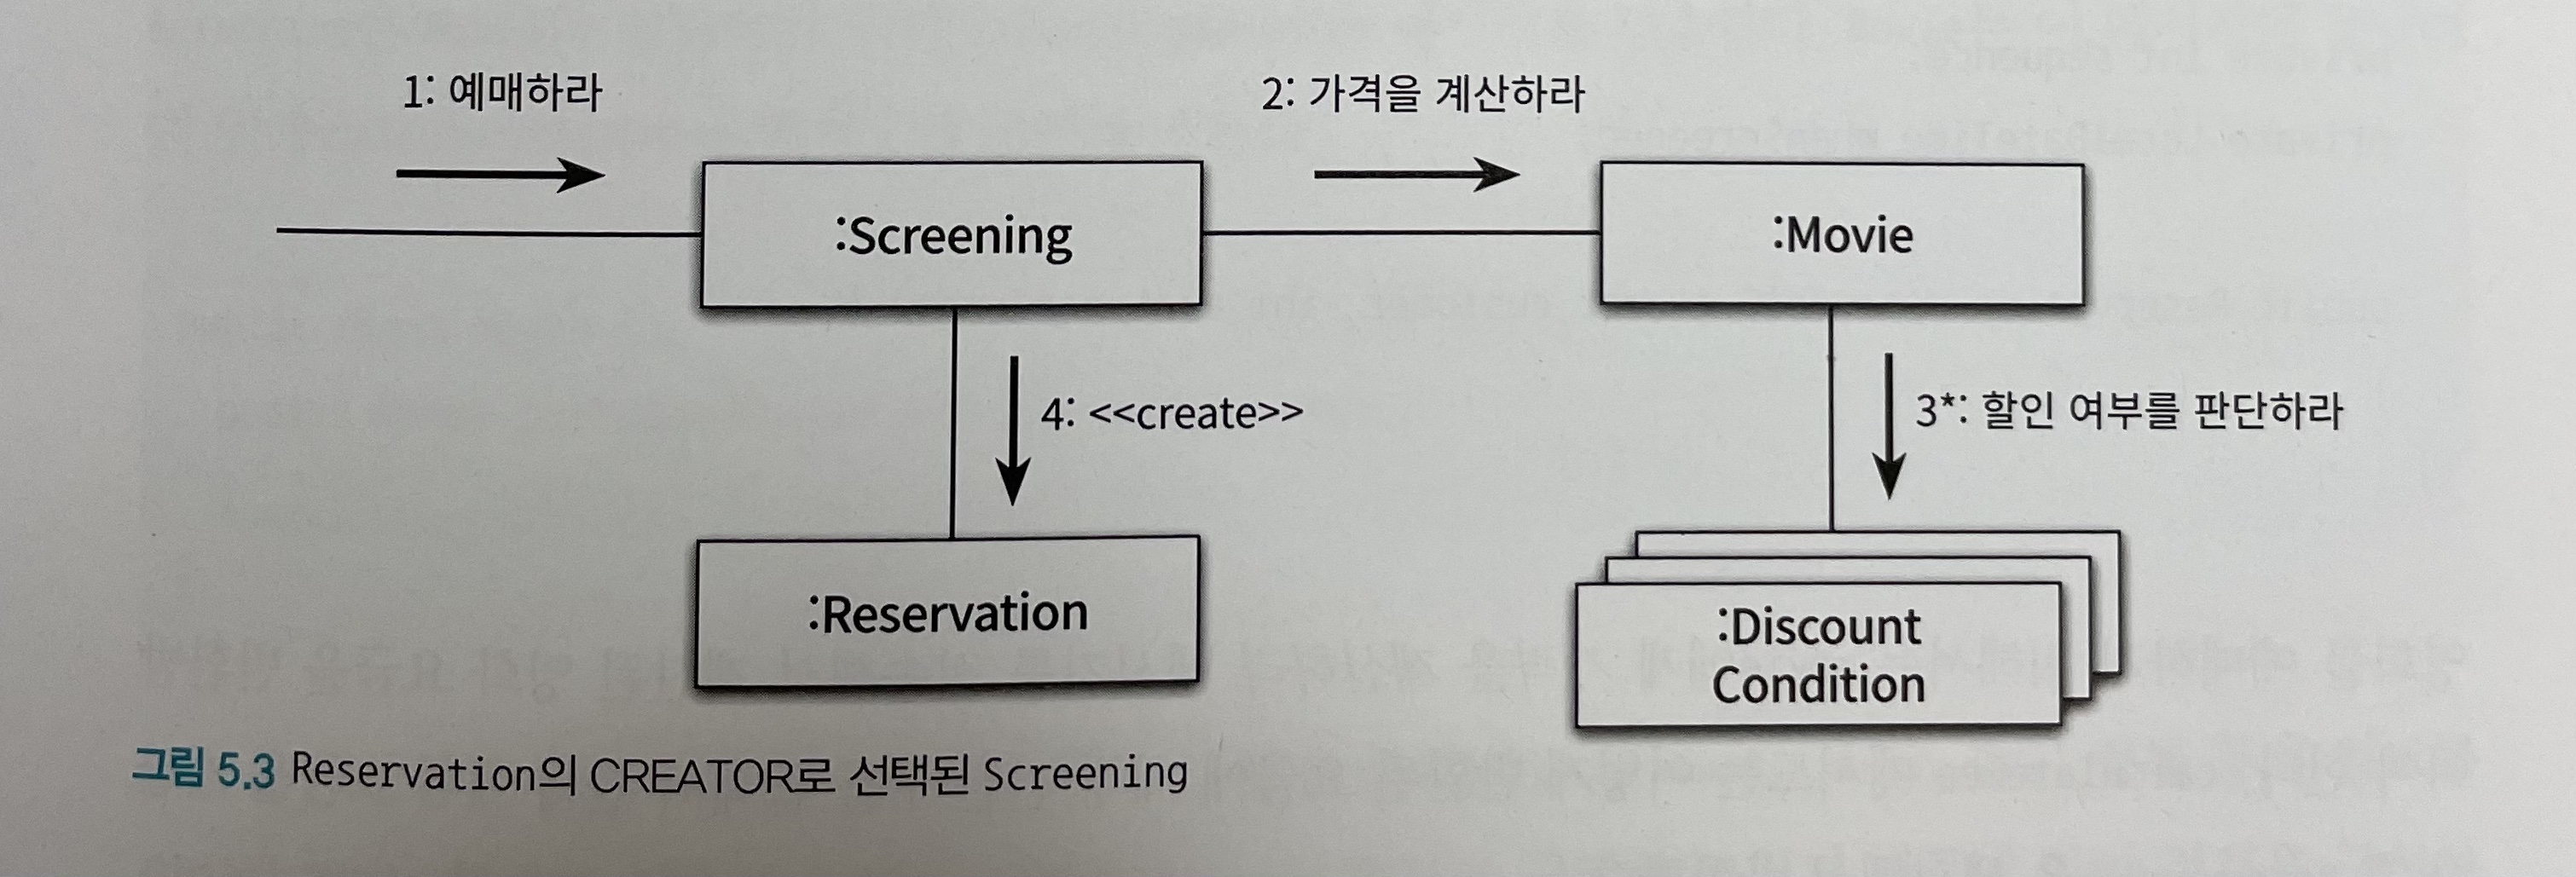 1: 예매하라
2: 가격을 계산하라
:Screening
:Movie
4: <<create>>
3*: 할인 여부를 판단하라
:Reservation
:Discount
Condition
그림 5.3 Reservation의 CREATOR로 선택된 Screening